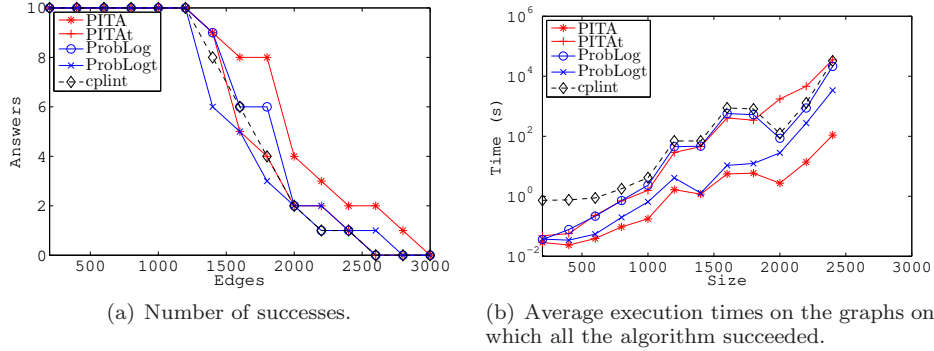 10
8
6
4
2
0
Answers
500
1000
1500
2000
2500
3000
Edges
PITA
PITAt
ProbLog
ProbLogt
cplint
(a) Number of successes.
10^6
10^4
10^2
10^0
10^-2
Time (s)
500
1000
1500
2000
2500
3000
Size
PITA
PITAt
ProbLog
ProbLogt
cplint
(b) Average execution times on the graphs on
which all the algorithm succeeded.